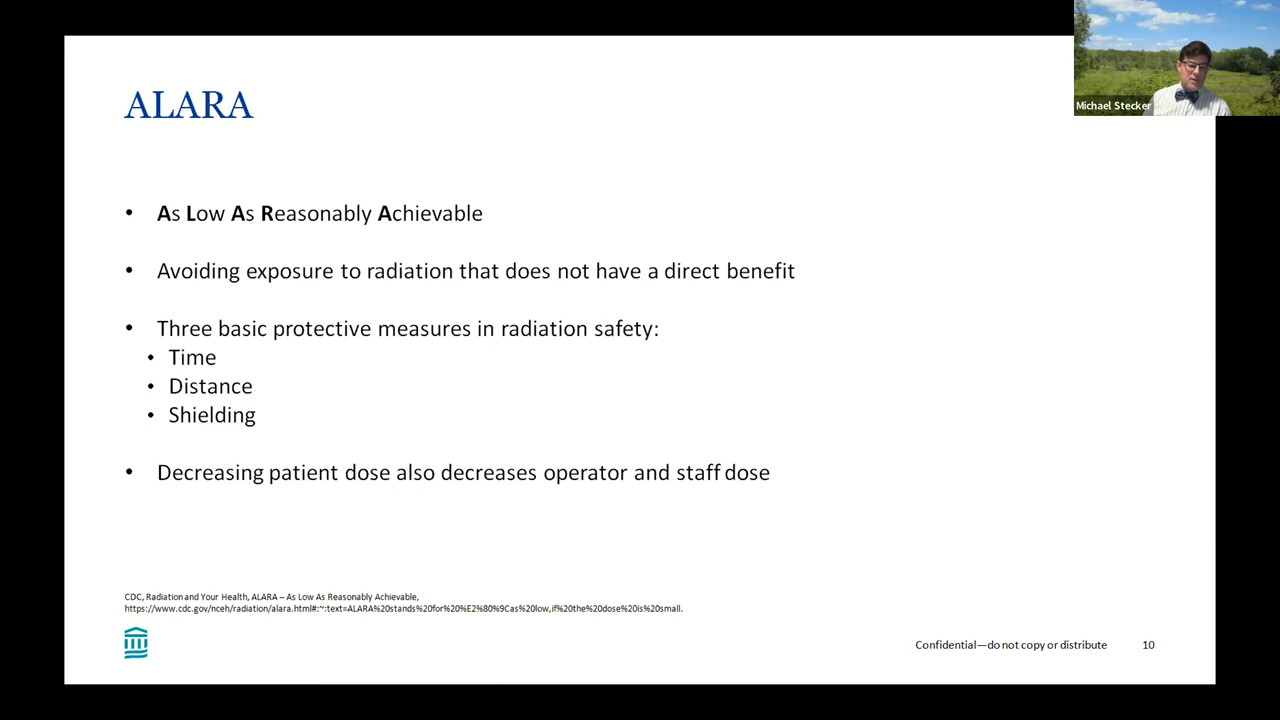 Michael Stecker
ALARA
• As Low As Reasonably Achievable
• Avoiding exposure to radiation that does not have a direct benefit
• Three basic protective measures in radiation safety:
• Time
• Distance
• Shielding
• Decreasing patient dose also decreases operator and staff dose
CDC, Radiation and Your Health, ALARA – As Low As Reasonably Achievable,
https://www.cdc.gov/nceh/radiation/alara.html#:~:text=ALARA%20stands%20for%20%E2%80%9Cas%20low,if%20the%20dose%20is%20small.
Confidential—do not copy or distribute 10